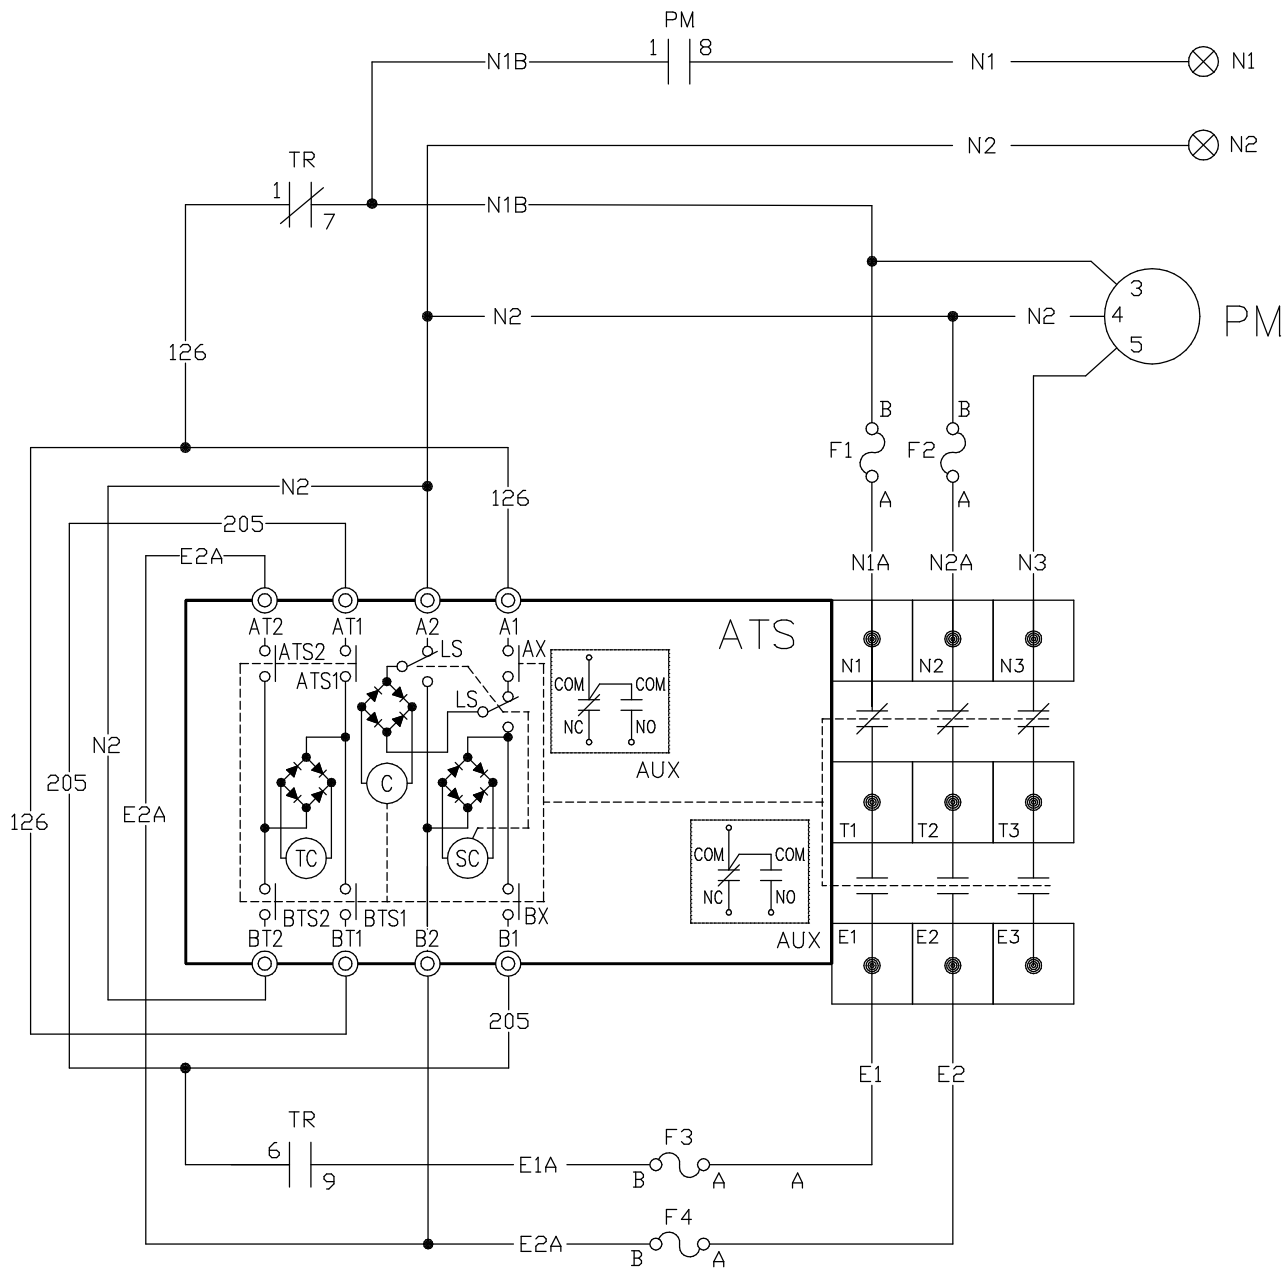 PM
N1B 1 8 N1 N1
N2 N2
TR
1 7 N1B
3
N2 N2 4 PM
5
126
B B
F1 F2
N2 126 A A
205
E2A N1A N2A N3
AT2 AT1 A2 A1 ATS
ATS2 LS AX
ATS1 N1 N2 N3
COM COM
LS
NC NO
N2 AUX
205 C
E2A
126 T1 T2 T3
TC SC COM COM
NC NO
BTS2 BTS1 BX
BT2 BT1 B2 B1 AUX E1 E2 E3
205
E1 E2
TR F3
6 9 E1A B A A
F4
E2A B A